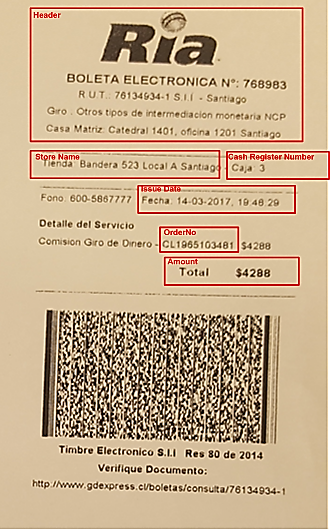 Header
Ria
BOLETA ELECTRONICA Nº: 768983
R.U.T.: 76134934-1 S.I.I - Santiago
Giro : Otros tipos de intermediacion monetaria NCP
Casa Matriz: Catedral 1401, oficina 1201 Santiago
Store Name Cash Register Number
Tienda: Bandera 523 Local A Santiago - Caja: 3
Issue Date
Fono: 600-5867777 Fecha: 14-03-2017, 19:48:29
Detalle del Servicio
OrderNo
Comision Giro de Dinero - CL1965103481 $4288
Amount
Total $4288
Timbre Electronico S.I.I Res 80 de 2014
Verifique Documento:
http://www.gdexpress.cl/boletas/consulta/76134934-1